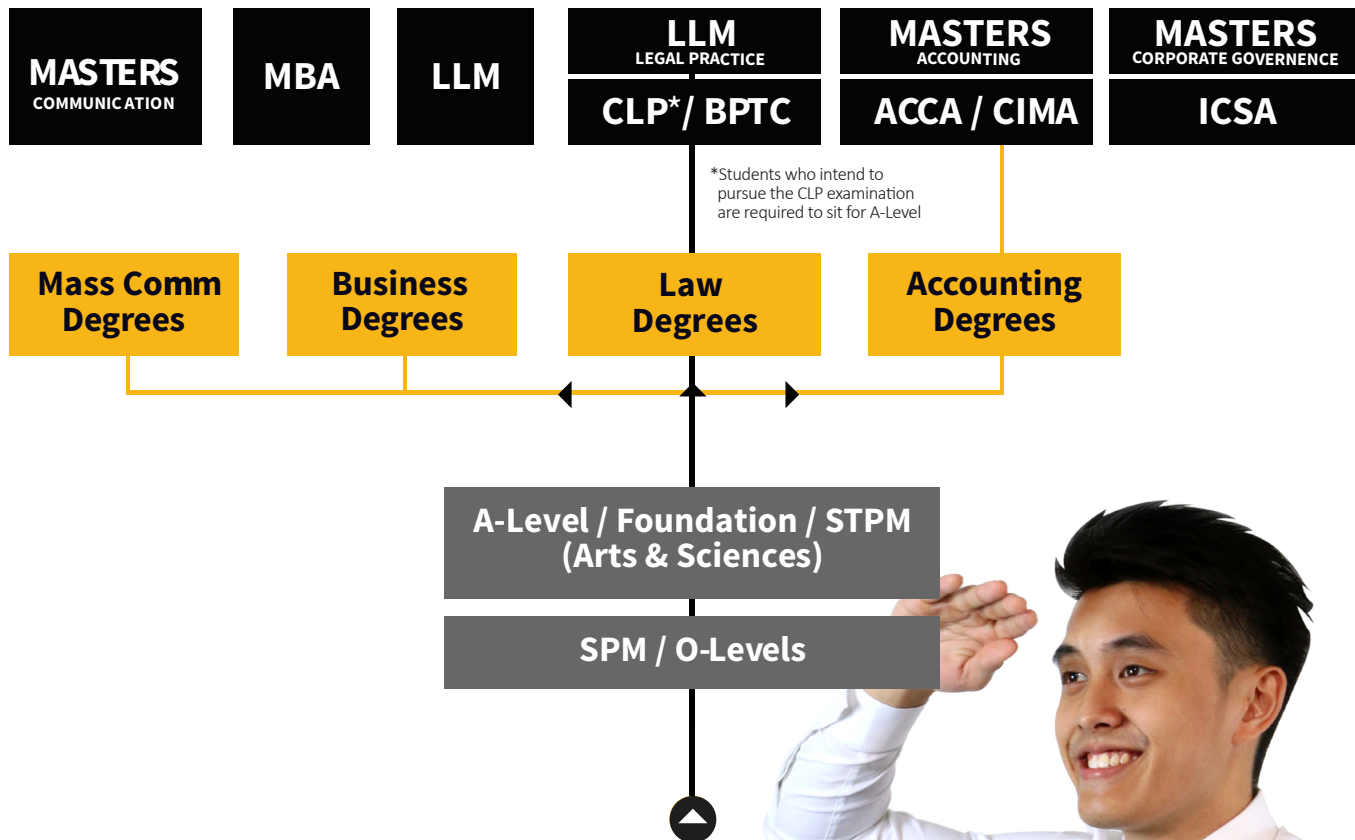 MASTERS
COMMUNICATION
MBA
LLM
LLM
LEGAL PRACTICE
CLP*/ BPTC
MASTERS
ACCOUNTING
ACCA / CIMA
MASTERS
CORPORATE GOVERNENCE
ICSA
*Students who intend to
pursue the CLP examination
are required to sit for A-Level
Mass Comm
Degrees
Business
Degrees
Law
Degrees
Accounting
Degrees
A-Level / Foundation / STPM
(Arts & Sciences)
SPM / O-Levels